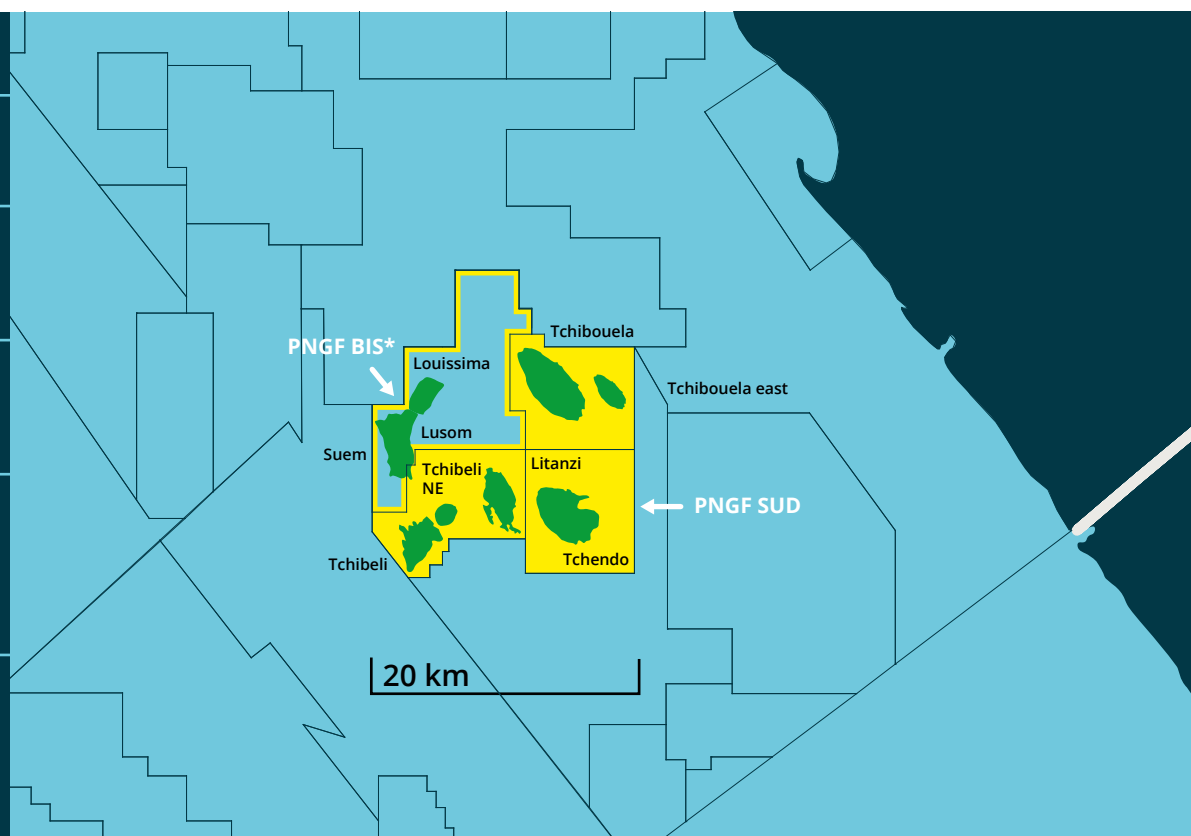 Tchibouela
PNGF BIS*
Louissima
Tchibouela east
Lusom
Suem
Litanzi
Tchibeli
NE
PNGF SUD
Tchendo
Tchibeli
20 km